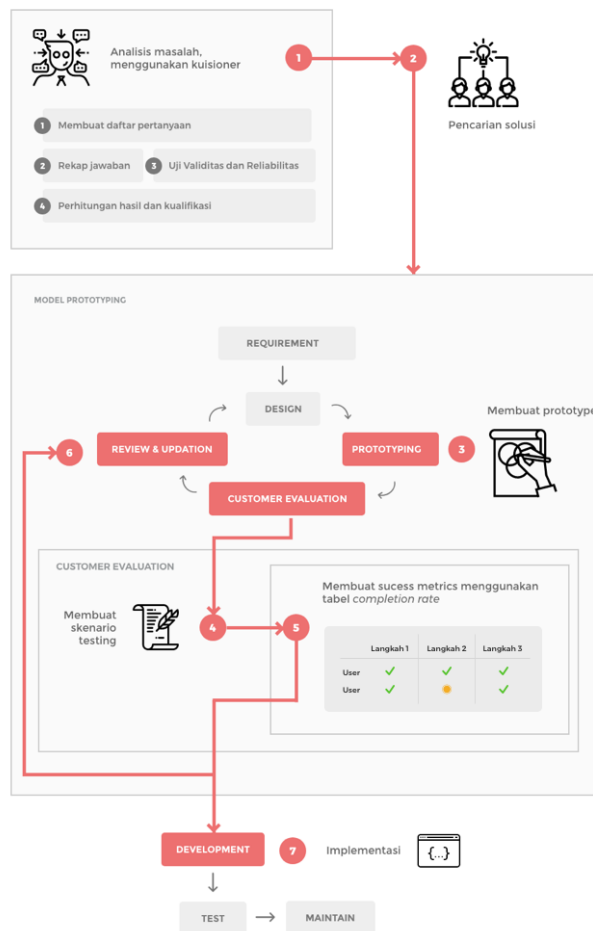 Analisis masalah,
menggunakan kuisioner
1
2
Pencarian solusi
1 Membuat daftar pertanyaan
2 Rekap jawaban
3 Uji Validitas dan Reliabilitas
4 Perhitungan hasil dan kualifikasi
MODEL PROTOTYPING
REQUIREMENT
DESIGN
Membuat prototype
6
REVIEW & UPDATION
PROTOTYPING
3
CUSTOMER EVALUATION
CUSTOMER EVALUATION
Membuat
skenario
testing
4
5
Membuat sucess metrics menggunakan
tabel completion rate
Langkah 1 Langkah 2 Langkah 3
User
User
DEVELOPMENT
7
Implementasi
{...}
TEST
MAINTAIN